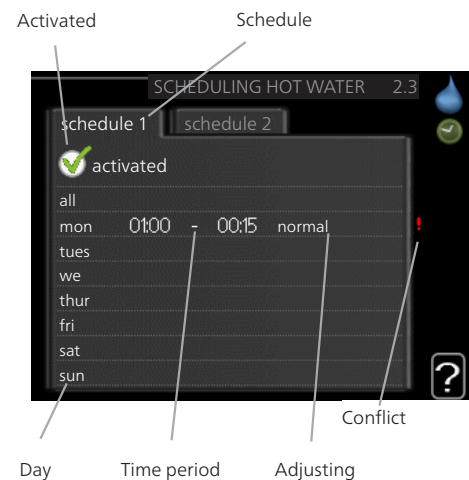 Activated Schedule
SCHEDULING HOT WATER 2.3
schedule 1 schedule 2
activated
all
mon 01:00 - 00:15 normal !
tues
we
thur
fri
sat
sun
?
Conflict
Day Time period Adjusting